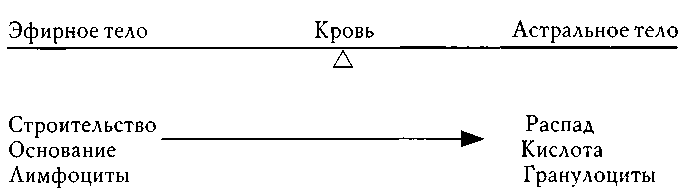 Эфирное тело Кровь Астральное тело
Строительство Распад
Основание Кислота
Лимфоциты Гранулоциты